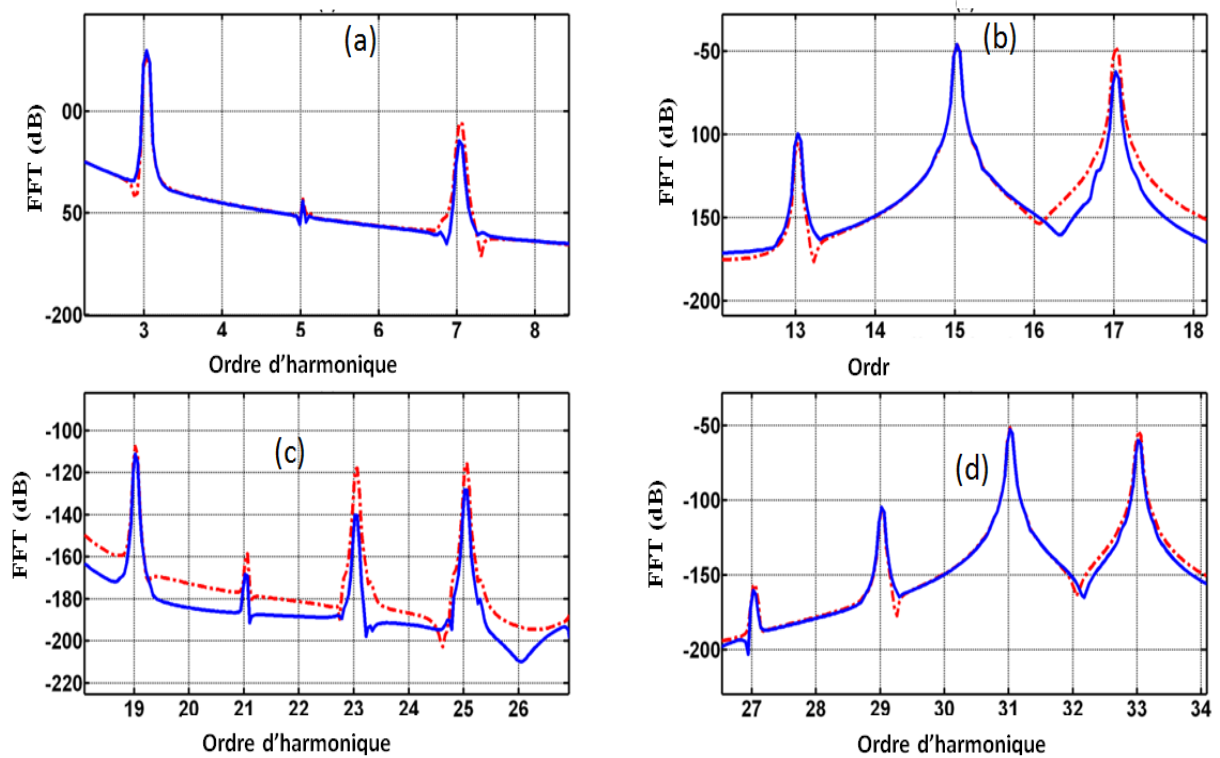 (a)
FFT (dB)
00
50
-200
3 4 5 6 7 8
Ordre d'harmonique
(b)
FFT (dB)
-50
100
150
-200
13 14 15 16 17 18
Ordr
(c)
FFT (dB)
-100
-120
-140
-160
-180
-200
-220
19 20 21 22 23 24 25 26
Ordre d'harmonique
(d)
FFT (dB)
-50
-100
-150
-200
27 28 29 30 31 32 33 34
Ordre d'harmonique